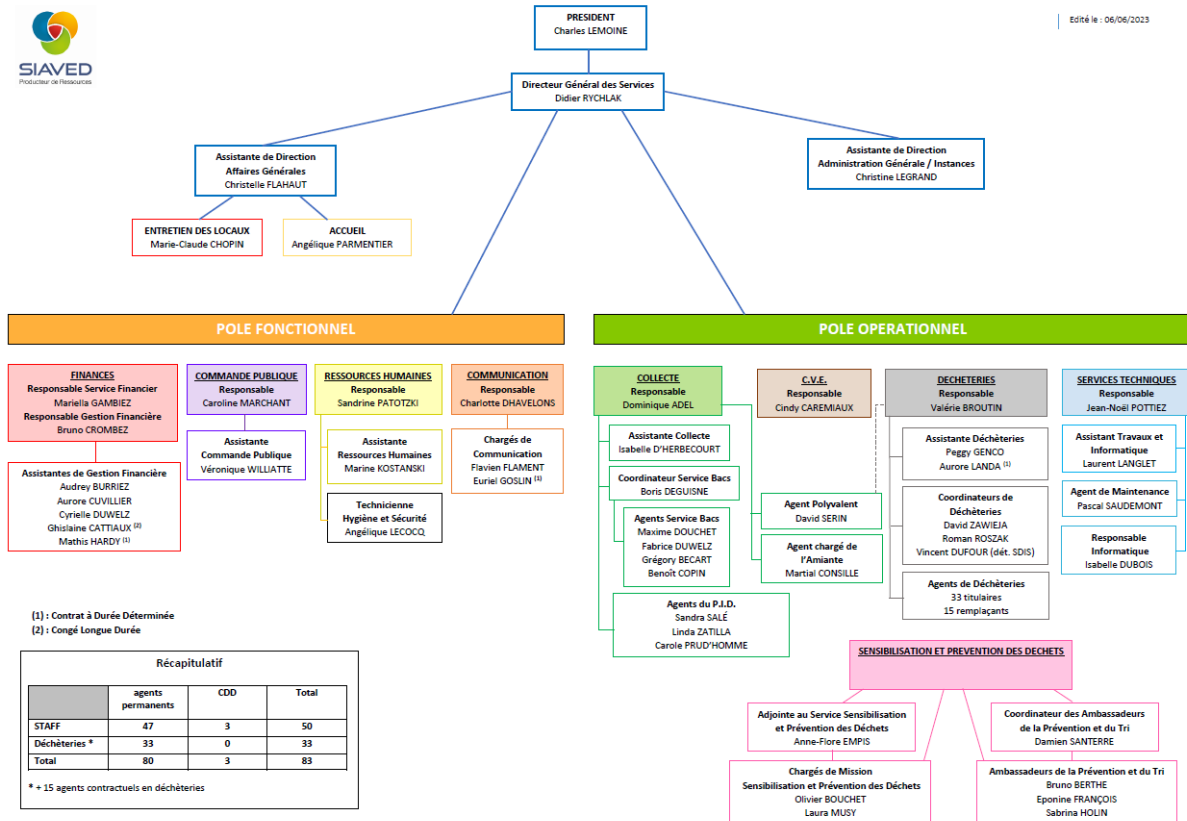 SIAVED
Producteur de Ressources
PRESIDENT
Charles LEMOINE
Edité le : 06/06/2023
Directeur Général des Services
Didier RYCHLAK
Assistante de Direction
Affaires Générales
Christelle FLAHAUT
Assistante de Direction
Administration Générale / Instances
Christine LEGRAND
ENTRETIEN DES LOCAUX
Marie-Claude CHOPIN
ACCUEIL
Angélique PARMENTIER
POLE FONCTIONNEL
FINANCES
Responsable Service Financier
Mariella GAMBIEZ
Responsable Gestion Financière
Bruno CROMBEZ
Assistantes de Gestion Financière
Audrey BURRIEZ
Aurore CUVILLIER
Cyrielle DUWELZ
Ghislaine CATTIAUX (2)
Mathis HARDY (1)
COMMANDE PUBLIQUE
Responsable
Caroline MARCHANT
Assistante
Commande Publique
Véronique WILLIATTE
RESSOURCES HUMAINES
Responsable
Sandrine PATOTZKI
Assistante
Ressources Humaines
Marine KOSTANSKI
Technicienne
Hygiène et Sécurité
Angélique LECOCQ
COMMUNICATION
Responsable
Charlotte DHAVELONS
Chargés de
Communication
Flavien FLAMENT
Euriel GOSLIN (1)
POLE OPERATIONNEL
COLLECTE
Responsable
Dominique ADEL
Assistante Collecte
Isabelle D'HERBECOURT
Coordinateur Service Bacs
Boris DEGUISNE
Agents Service Bacs
Maxime DOUCHET
Fabrice DUWELZ
Grégory BECART
Benoît COPIN
Agents du P.I.D.
Sandra SALÉ
Linda ZATILLA
Carole PRUD'HOMME
Agent Polyvalent
David SERIN
Agent chargé de
l'Amiante
Martial CONSILLE
C.V.E.
Responsable
Cindy CAREMIAUX
DECHETERIES
Responsable
Valérie BROUTIN
Assistante Déchèteries
Peggy GENCO
Aurore LANDA (1)
Coordinateurs de
Déchèteries
David ZAWIEJA
Roman ROSZAK
Vincent DUFOUR (dét. SDIS)
Agents de Déchèteries
33 titulaires
15 remplaçants
SERVICES TECHNIQUES
Responsable
Jean-Noël POTTIEZ
Assistant Travaux et
Informatique
Laurent LANGLET
Agent de Maintenance
Pascal SAUDEMONT
Responsable
Informatique
Isabelle DUBOIS
SENSIBILISATION ET PREVENTION DES DECHETS
Adjointe au Service Sensibilisation
et Prévention des Déchets
Anne-Flore EMPIS
Chargés de Mission
Sensibilisation et Prévention des Déchets
Olivier BOUCHET
Laura MUSY
Coordinateur des Ambassadeurs
de la Prévention et du Tri
Damien SANTERRE
Ambassadeurs de la Prévention et du Tri
Bruno BERTHE
Eponine FRANÇOIS
Sabrina HOLIN
(1) : Contrat à Durée Déterminée
(2) : Congé Longue Durée
Récapitulatif
agents permanents CDD Total
STAFF 47 3 50
Déchèteries * 33 0 33
Total 80 3 83
* + 15 agents contractuels en déchèteries